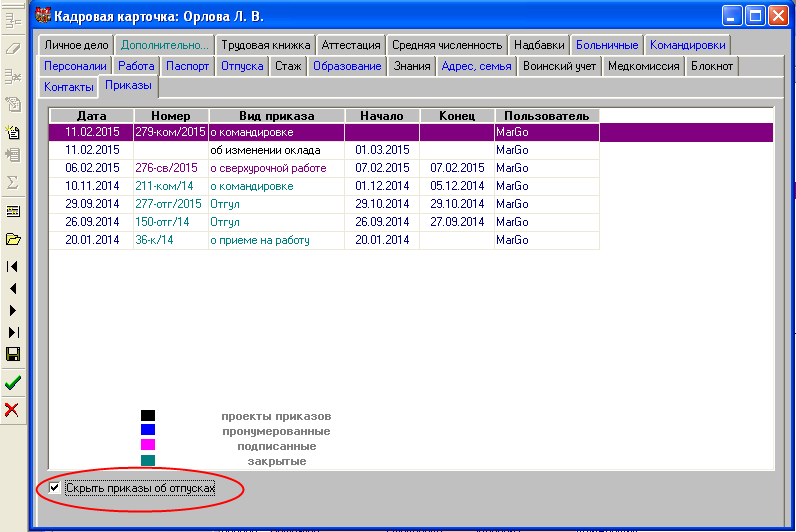 Кадровая карточка: Орлова Л. В.
Личное дело Дополнительно... Трудовая книжка Аттестация Средняя численность Надбавки Больничные Командировки
Персоналии Работа Паспорт Отпуска Стаж Образование Знания Адрес, семья Воинский учет Медкомиссия Блокнот
Контакты Приказы
Дата Номер Вид приказа Начало Конец Пользователь
11.02.2015 279-ком/2015 о командировке MarGo
11.02.2015 об изменении оклада 01.03.2015 MarGo
06.02.2015 276-св/2015 о сверхурочной работе 07.02.2015 07.02.2015 MarGo
10.11.2014 211-ком/14 о командировке 01.12.2014 05.12.2014 MarGo
29.09.2014 277-отг/2015 Отгул 29.10.2014 29.10.2014 MarGo
26.09.2014 150-отг/14 Отгул 26.09.2014 27.09.2014 MarGo
20.01.2014 36-к/14 о приеме на работу 20.01.2014 MarGo
проекты приказов
пронумерованные
подписанные
закрытые
Скрыть приказы об отпусках